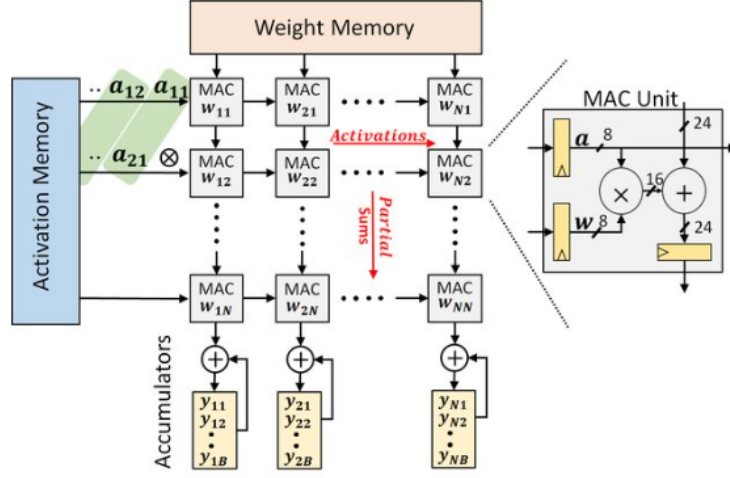 Weight Memory
Activation Memory
·· a12 a11
MAC w11
MAC w21
MAC wN1
Activations
·· a21 ⊗
MAC w12
MAC w22
MAC wN2
Partial
Sums
MAC w1N
MAC w2N
MAC wNN
Accumulators
+
+
+
y11
y12
y1B
y21
y22
y2B
yN1
yN2
yNB
MAC Unit
24
a 8
16
×
+
w 8
24